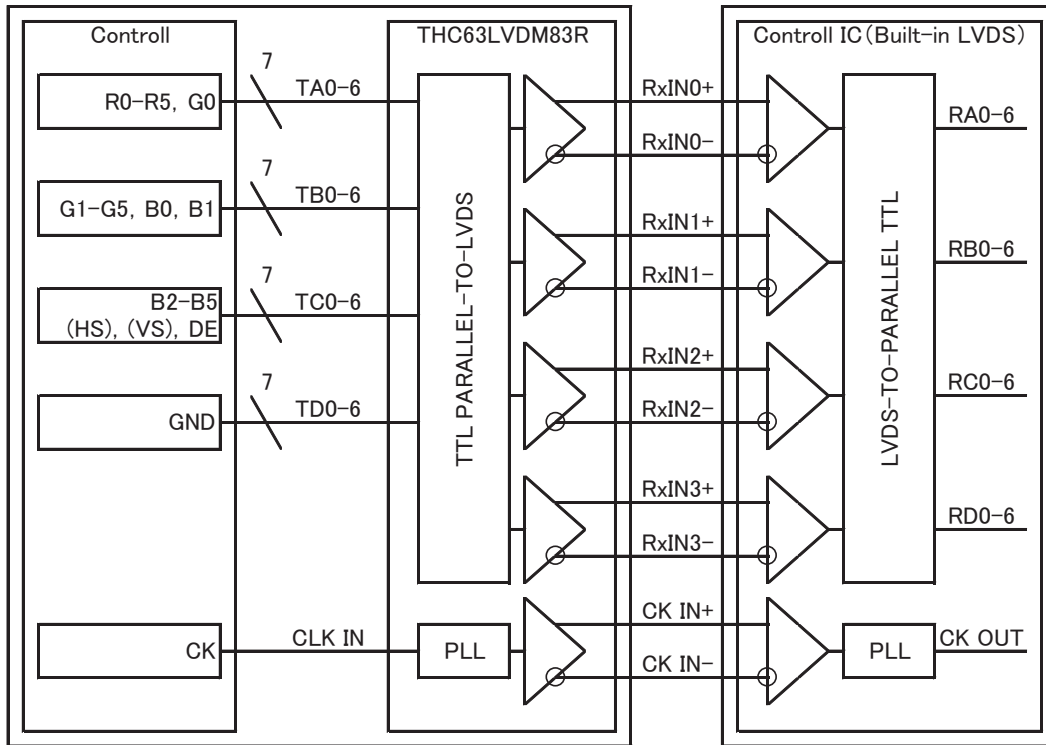 Controll
THC63LVDM83R
Controll IC(Built-in LVDS)
R0-R5, G0
7
TA0-6
RxIN0+
RxIN0-
RA0-6
G1-G5, B0, B1
7
TB0-6
RxIN1+
RxIN1-
RB0-6
B2-B5
(HS), (VS), DE
7
TC0-6
RxIN2+
RxIN2-
RC0-6
GND
7
TD0-6
RxIN3+
RxIN3-
RD0-6
TTL PARALLEL-TO-LVDS
LVDS-TO-PARALLEL TTL
CK
CLK IN
PLL
CK IN+
CK IN-
PLL
CK OUT